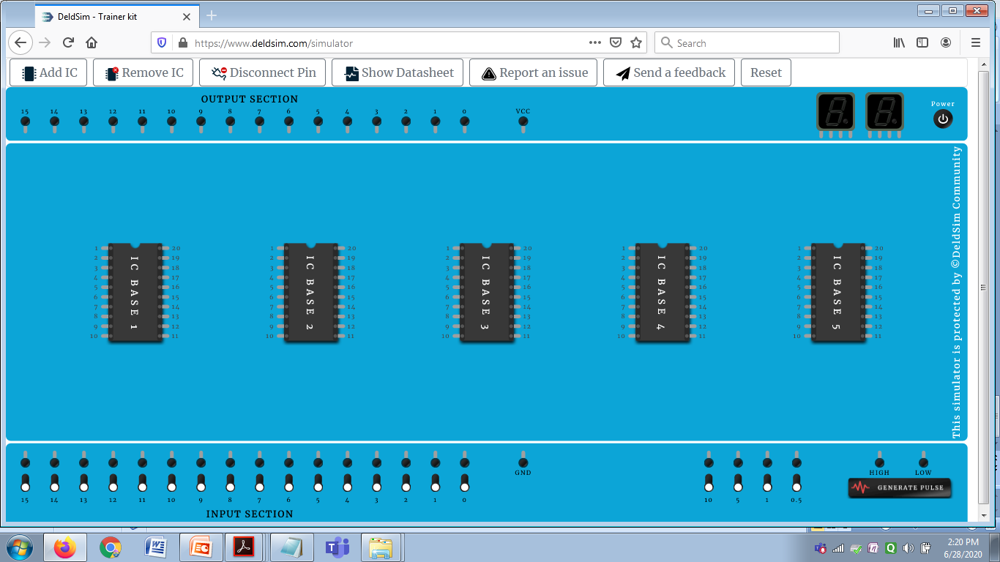 DeldSim - Trainer kit
https://www.deldsim.com/simulator
Search
Add IC
Remove IC
Disconnect Pin
Show Datasheet
Report an issue
Send a feedback
Reset
OUTPUT SECTION
15 14 13 12 11 10 9 8 7 6 5 4 3 2 1 0 VCC
Power
This simulator is protected by ©DeldSim Community
IC BASE 1
1 20
2 19
3 18
4 17
5 16
6 15
7 14
8 13
9 12
10 11
IC BASE 2
1 20
2 19
3 18
4 17
5 16
6 15
7 14
8 13
9 12
10 11
IC BASE 3
1 20
2 19
3 18
4 17
5 16
6 15
7 14
8 13
9 12
10 11
IC BASE 4
1 20
2 19
3 18
4 17
5 16
6 15
7 14
8 13
9 12
10 11
IC BASE 5
1 20
2 19
3 18
4 17
5 16
6 15
7 14
8 13
9 12
10 11
GND
HIGH LOW
GENERATE PULSE
15 14 13 12 11 10 9 8 7 6 5 4 3 2 1 0
10 5 1 0.5
INPUT SECTION
2:20 PM
6/28/2020